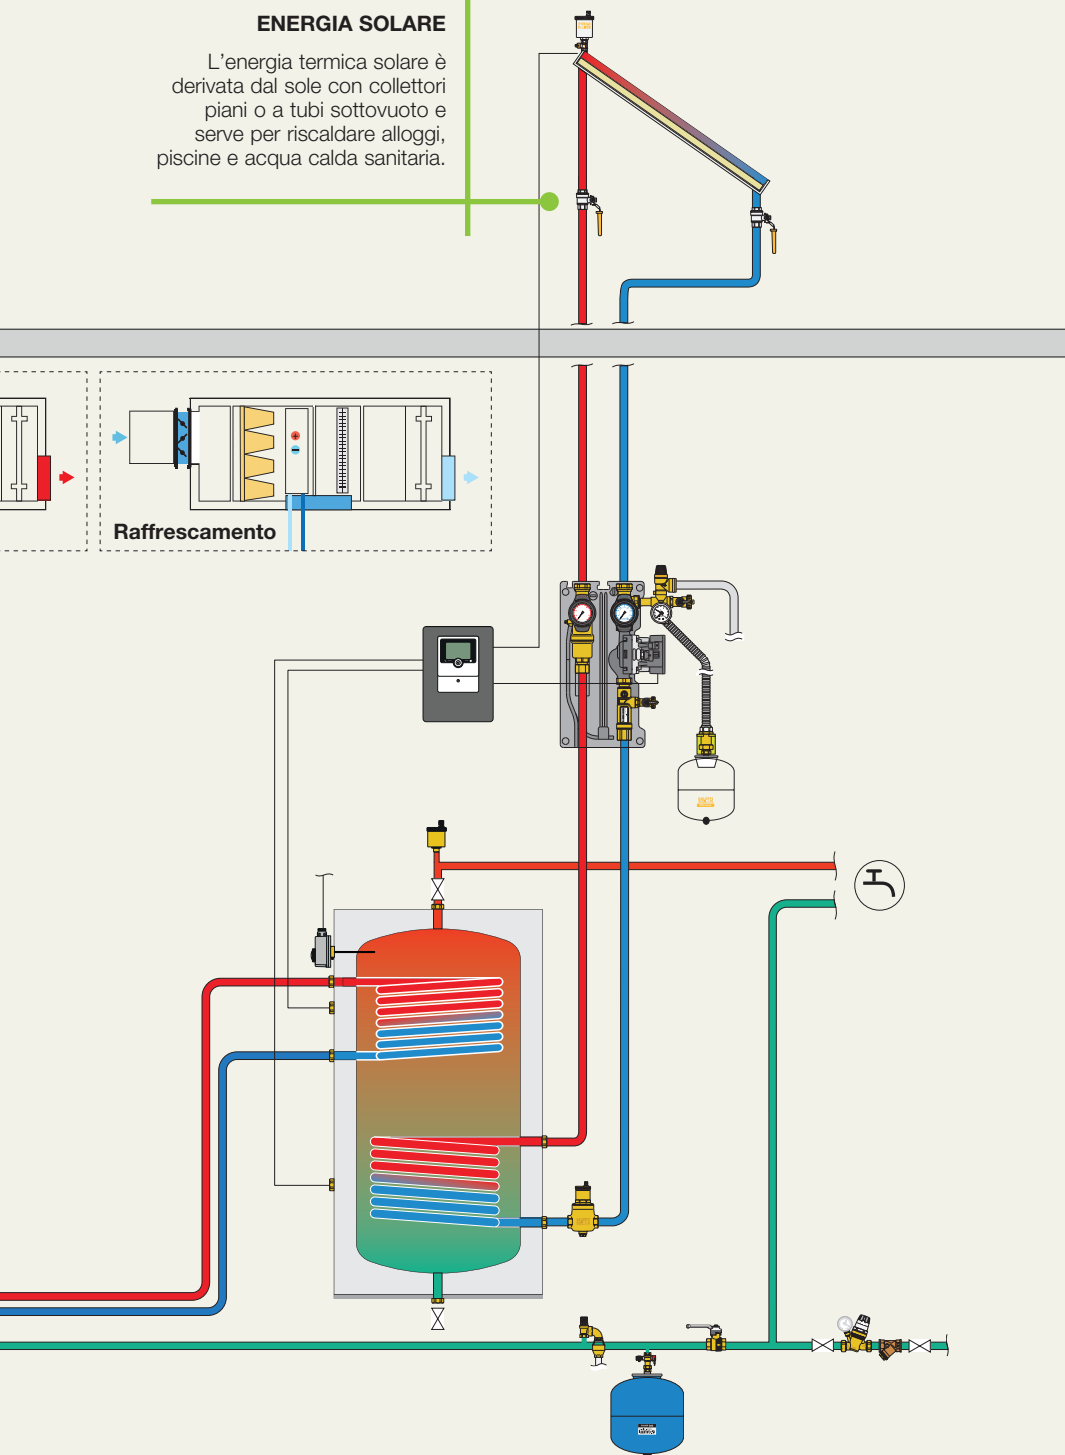 ENERGIA SOLARE
L'energia termica solare è
derivata dal sole con collettori
piani o a tubi sottovuoto e
serve per riscaldare alloggi,
piscine e acqua calda sanitaria.
Raffrescamento